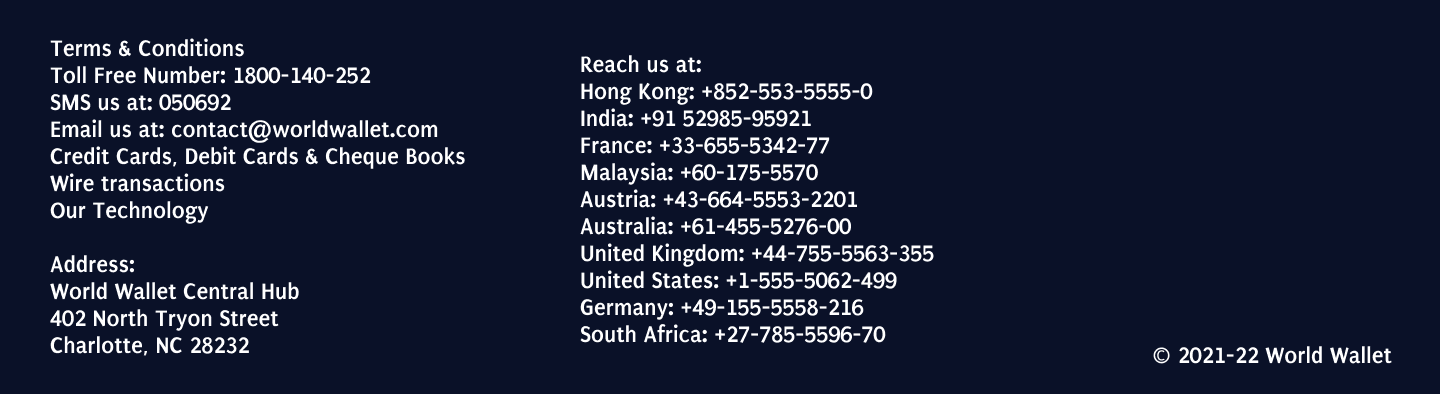 Terms & Conditions
Toll Free Number: 1800-140-252
SMS us at: 050692
Email us at: contact@worldwallet.com
Credit Cards, Debit Cards & Cheque Books
Wire transactions
Our Technology
Address:
World Wallet Central Hub
402 North Tryon Street
Charlotte, NC 28232
Reach us at:
Hong Kong: +852-553-5555-0
India: +91 52985-95921
France: +33-655-5342-77
Malaysia: +60-175-5570
Austria: +43-664-5553-2201
Australia: +61-455-5276-00
United Kingdom: +44-755-5563-355
United States: +1-555-5062-499
Germany: +49-155-5558-216
South Africa: +27-785-5596-70
© 2021-22 World Wallet